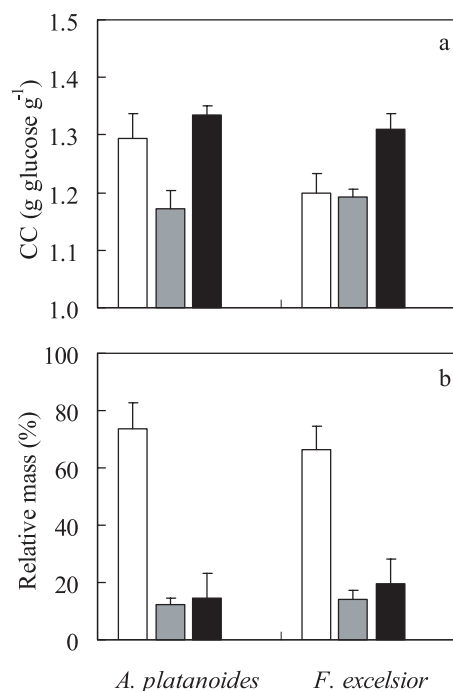 a
1.5
1.4
1.3
1.2
1.1
1.0
CC (g glucose g-1)
b
100
80
60
40
20
0
Relative mass (%)
A. platanoides F. excelsior